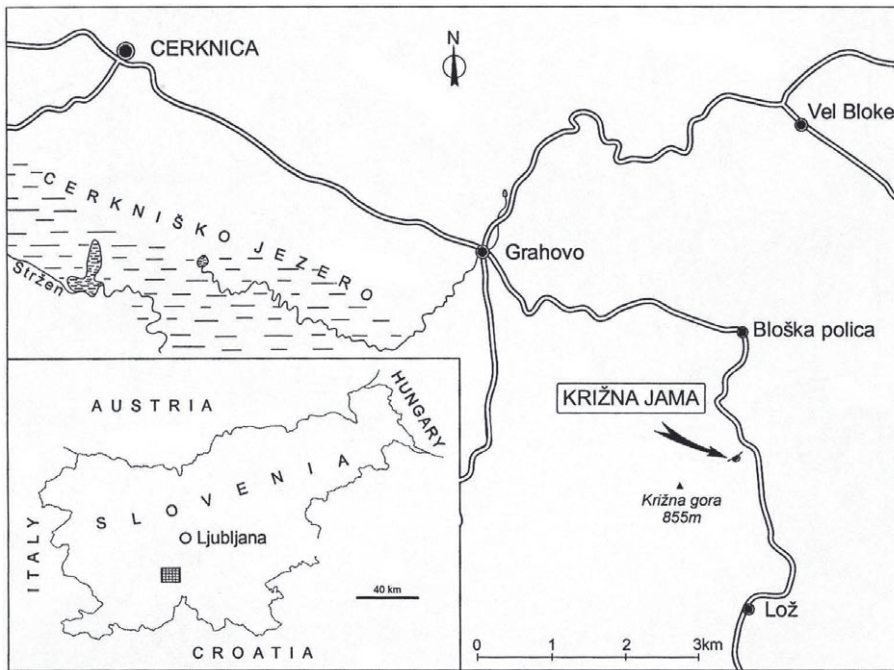 CERKNICA
N
Vel Bloke
CERKNIŠKO JEZERO
Stržen
Grahovo
Bloška polica
KRIŽNA JAMA
Križna gora
855m
Lož
0 1 2 3km
AUSTRIA
HUNGARY
SLOVENIA
Ljubljana
ITALY
40 km
CROATIA